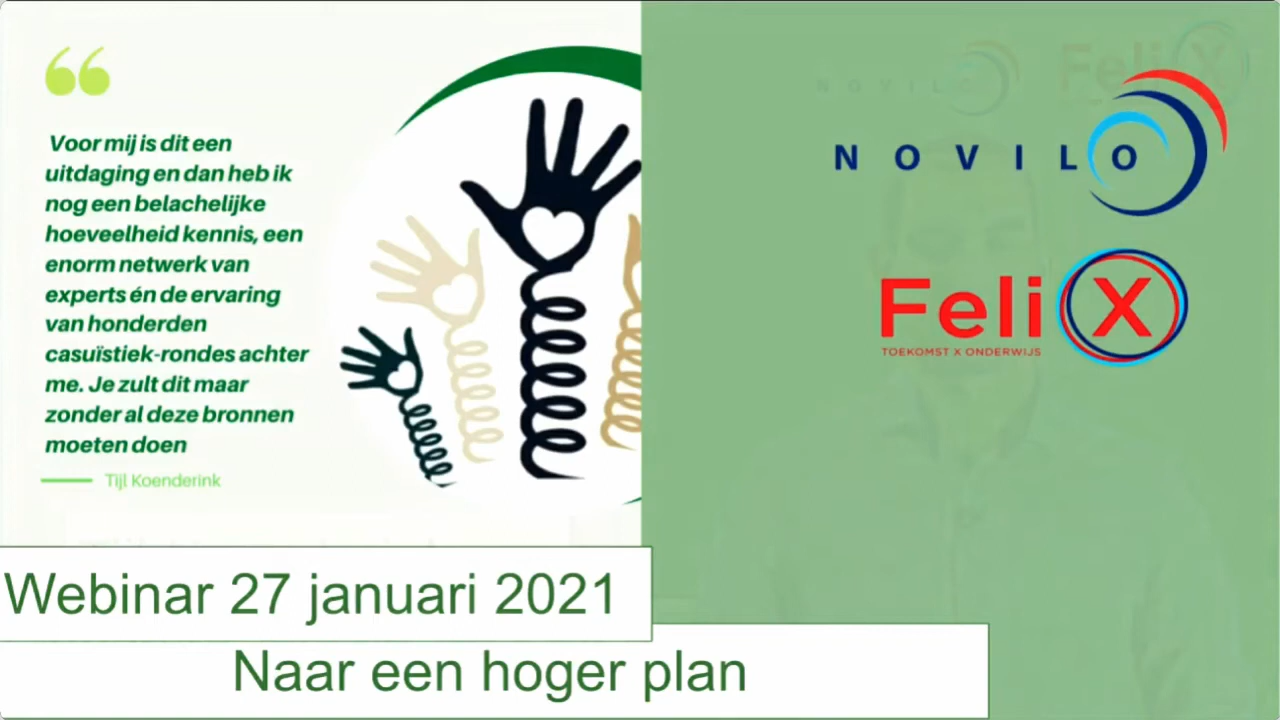 Voor mij is dit een
uitdaging en dan heb ik
nog een belachelijke
hoeveelheid kennis, een
enorm netwerk van
experts én de ervaring
van honderden
casuïstiek-rondes achter
me. Je zult dit maar
zonder al deze bronnen
moeten doen
Tijl Koenderink
NOVILO
FeliX
TOEKOMST X ONDERWIJS
Webinar 27 januari 2021
Naar een hoger plan